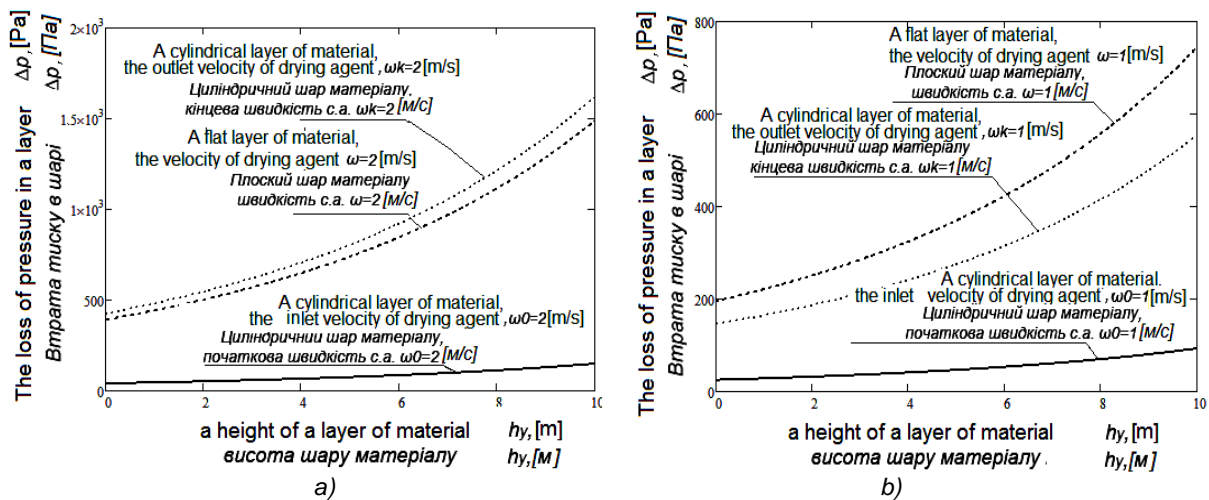 The loss of pressure in a layer Δp, [Pa]
Втрата тиску в шарі Δp, [Па]
2×10³
1.5×10³
1×10³
500
0
A cylindrical layer of material,
the outlet velocity of drying agent, ωk=2 [m/s]
Циліндричий шар матеріалу,
кінцева швидкість с.а. ωk=2 [м/с]
A flat layer of material,
the velocity of drying agent ω=2 [m/s]
Плоский шар матеріалу
швидкість с.а. ω=2 [м/с]
A cylindrical layer of material,
the inlet velocity of drying agent, ω0=2[m/s]
Циліндричний шар матеріалу,
початкова швидкість с.а. ω0=2 [м/с]
0 2 4 6 8 10
a height of a layer of material hy, [m]
висота шару матеріалу hy, [м]
а)
The loss of pressure in a layer Δp, [Pa]
Втрата тиску в шарі Δp, [Па]
800
600
400
200
0
A flat layer of material,
the velocity of drying agent ω=1[m/s]
Плоский шар матеріалу,
швидкість с.а. ω=1 [м/с]
A cylindrical layer of material,
the outlet velocity of drying agent, ωk=1[m/s]
Циліндричний шар матеріалу
кінцева швидкість с.а. ωk=1[м/с]
A cylindrical layer of material.
the inlet velocity of drying agent, ω0=1[m/s]
Циліндричний шар матеріалу,
початкова швидкість с.а. ω0=1 [м/с]
0 2 4 6 8 10
a height of a layer of material hy, [m]
висота шару матеріалу . hy, [м]
b)